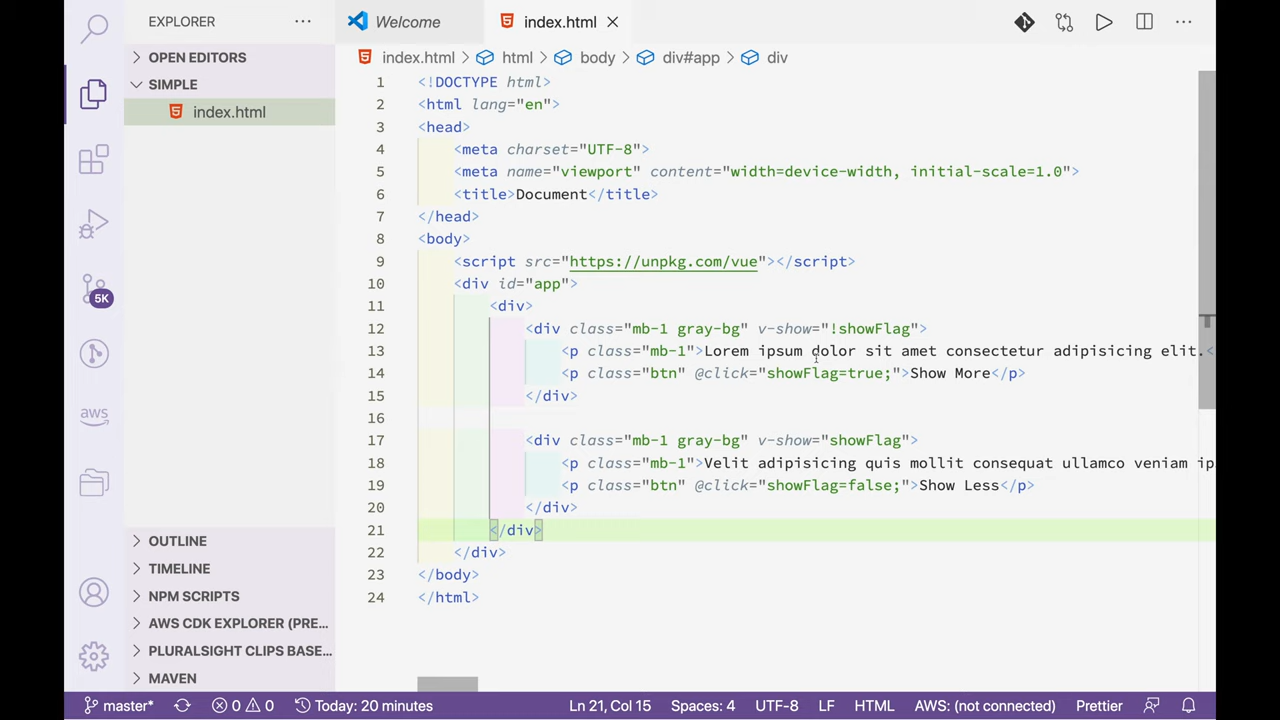 EXPLORER
Welcome
index.html
OPEN EDITORS
SIMPLE
index.html
index.html > html > body > div#app > div
1 <!DOCTYPE html>
2 <html lang="en">
3 <head>
4 <meta charset="UTF-8">
5 <meta name="viewport" content="width=device-width, initial-scale=1.0">
6 <title>Document</title>
7 </head>
8 <body>
9 <script src="https://unpkg.com/vue"></script>
10 <div id="app">
11 <div>
12 <div class="mb-1 gray-bg" v-show="!showFlag">
13 <p class="mb-1">Lorem ipsum dolor sit amet consectetur adipisicing elit.<
14 <p class="btn" @click="showFlag=true;">Show More</p>
15 </div>
16
17 <div class="mb-1 gray-bg" v-show="showFlag">
18 <p class="mb-1">Velit adipisicing quis mollit consequat ullamco veniam ip
19 <p class="btn" @click="showFlag=false;">Show Less</p>
20 </div>
21 </div>
22 </div>
23 </body>
24 </html>
5K
aws
OUTLINE
TIMELINE
NPM SCRIPTS
AWS CDK EXPLORER (PRE...
PLURALSIGHT CLIPS BASE...
MAVEN
master* 0 0 Today: 20 minutes Ln 21, Col 15 Spaces: 4 UTF-8 LF HTML AWS: (not connected) Prettier